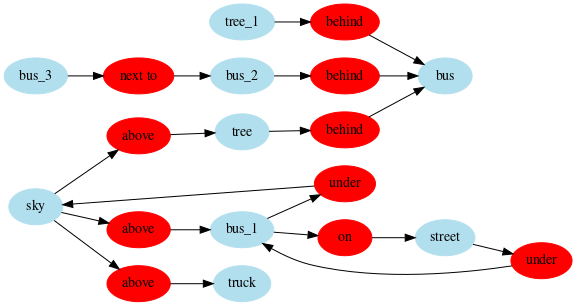 tree_1 behind
bus_3 next to bus_2 behind bus
above tree behind
under
sky
above bus_1 on street
under
above truck